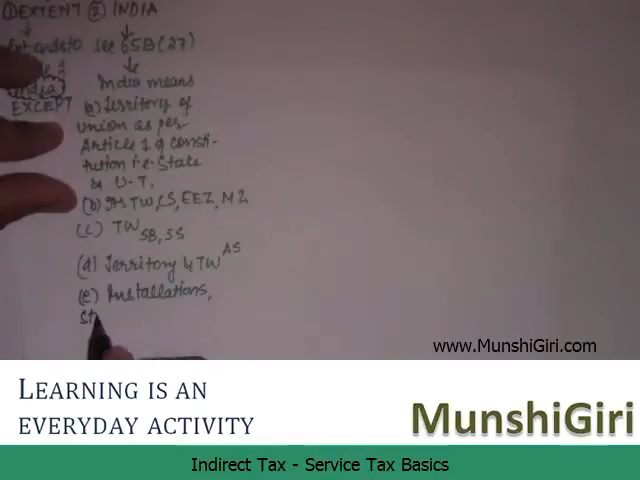 ① EXTENT ② INDIA
see 65B(27)
India means
EXCEPT (a) Territory of
Union as per
Article 1 of consti-
tution i.e. State
& U.T.
(b) TW, CS, EEZ, MZ
(c) TW SB, SS
(d) Territory & TW AS
(e) Installations,
st
www.MunshiGiri.com
LEARNING IS AN
EVERYDAY ACTIVITY
MunshiGiri
Indirect Tax - Service Tax Basics